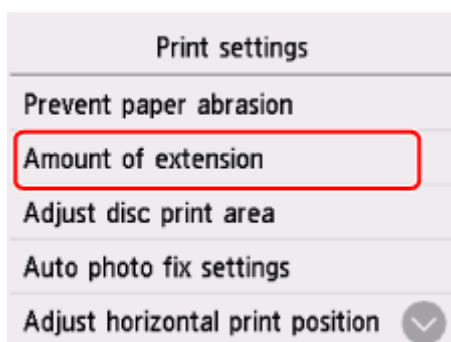 Print settings
Prevent paper abrasion
Amount of extension
Adjust disc print area
Auto photo fix settings
Adjust horizontal print position